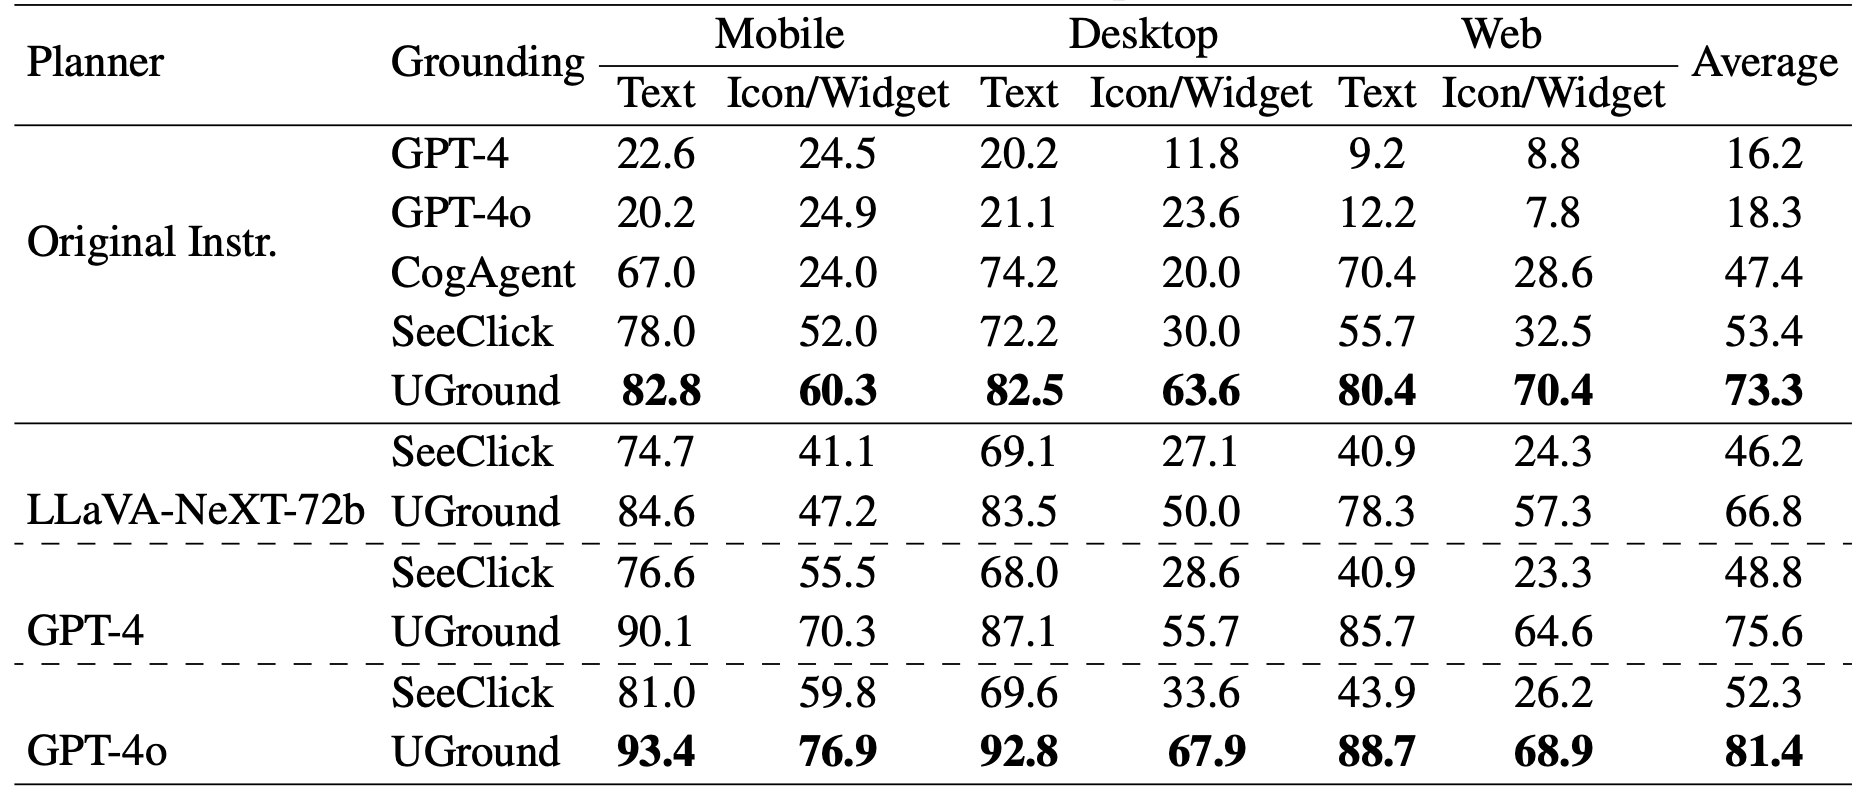 Planner Grounding Mobile Desktop Web Average
Text Icon/Widget Text Icon/Widget Text Icon/Widget
Original Instr.
GPT-4 22.6 24.5 20.2 11.8 9.2 8.8 16.2
GPT-4o 20.2 24.9 21.1 23.6 12.2 7.8 18.3
CogAgent 67.0 24.0 74.2 20.0 70.4 28.6 47.4
SeeClick 78.0 52.0 72.2 30.0 55.7 32.5 53.4
UGround 82.8 60.3 82.5 63.6 80.4 70.4 73.3
SeeClick 74.7 41.1 69.1 27.1 40.9 24.3 46.2
LLaVA-NeXT-72b UGround 84.6 47.2 83.5 50.0 78.3 57.3 66.8
SeeClick 76.6 55.5 68.0 28.6 40.9 23.3 48.8
GPT-4 UGround 90.1 70.3 87.1 55.7 85.7 64.6 75.6
SeeClick 81.0 59.8 69.6 33.6 43.9 26.2 52.3
GPT-4o UGround 93.4 76.9 92.8 67.9 88.7 68.9 81.4